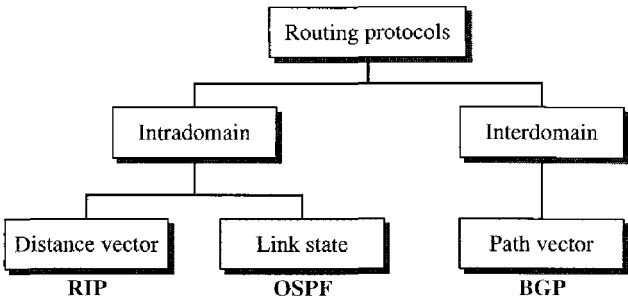 Routing protocols
Intradomain
Interdomain
Distance vector
Link state
Path vector
RIP
OSPF
BGP